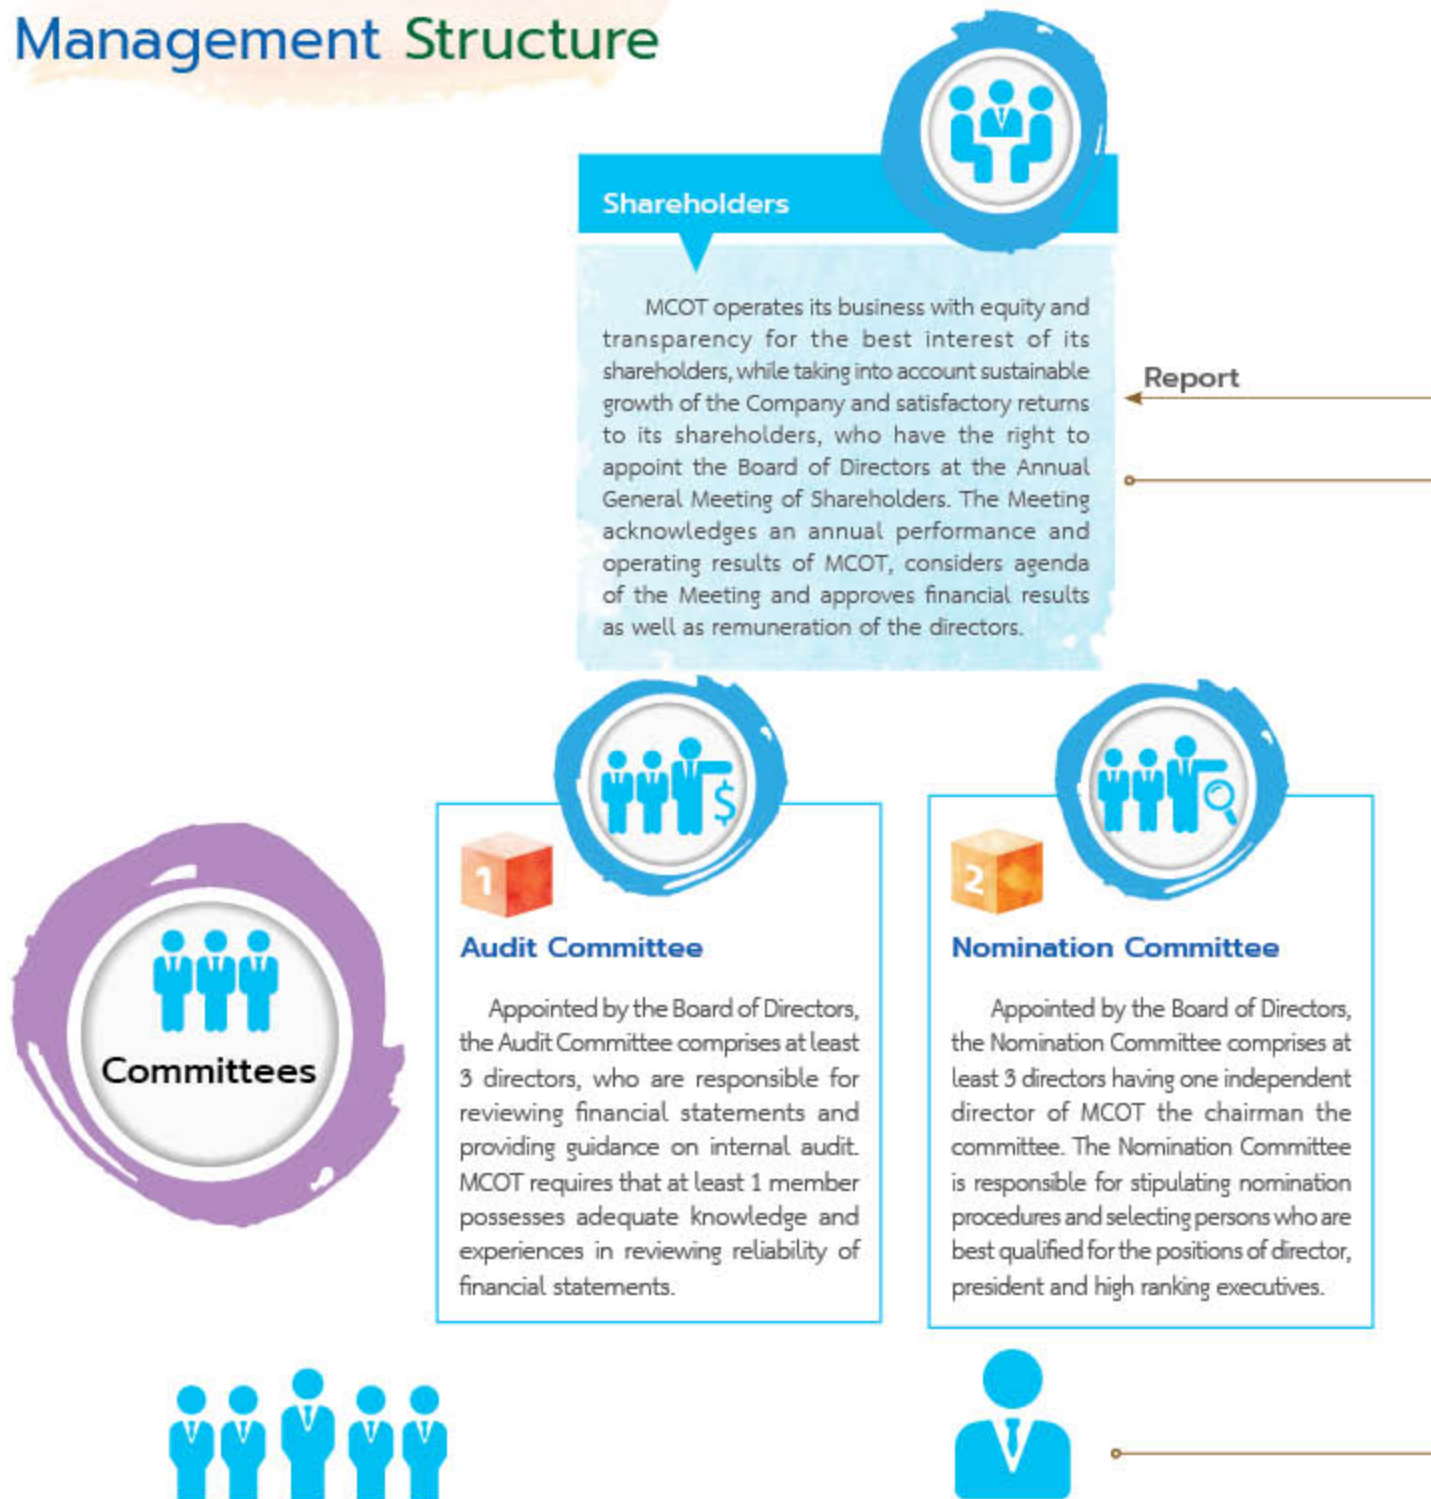 Management Structure
Shareholders
MCOT operates its business with equity and
transparency for the best interest of its
shareholders, while taking into account sustainable
growth of the Company and satisfactory returns
to its shareholders, who have the right to
appoint the Board of Directors at the Annual
General Meeting of Shareholders. The Meeting
acknowledges an annual performance and
operating results of MCOT, considers agenda
of the Meeting and approves financial results
as well as remuneration of the directors.
Report
Committees
1
Audit Committee
Appointed by the Board of Directors,
the Audit Committee comprises at least
3 directors, who are responsible for
reviewing financial statements and
providing guidance on internal audit.
MCOT requires that at least 1 member
possesses adequate knowledge and
experiences in reviewing reliability of
financial statements.
2
Nomination Committee
Appointed by the Board of Directors,
the Nomination Committee comprises at
least 3 directors having one independent
director of MCOT the chairman the
committee. The Nomination Committee
is responsible for stipulating nomination
procedures and selecting persons who are
best qualified for the positions of director,
president and high ranking executives.